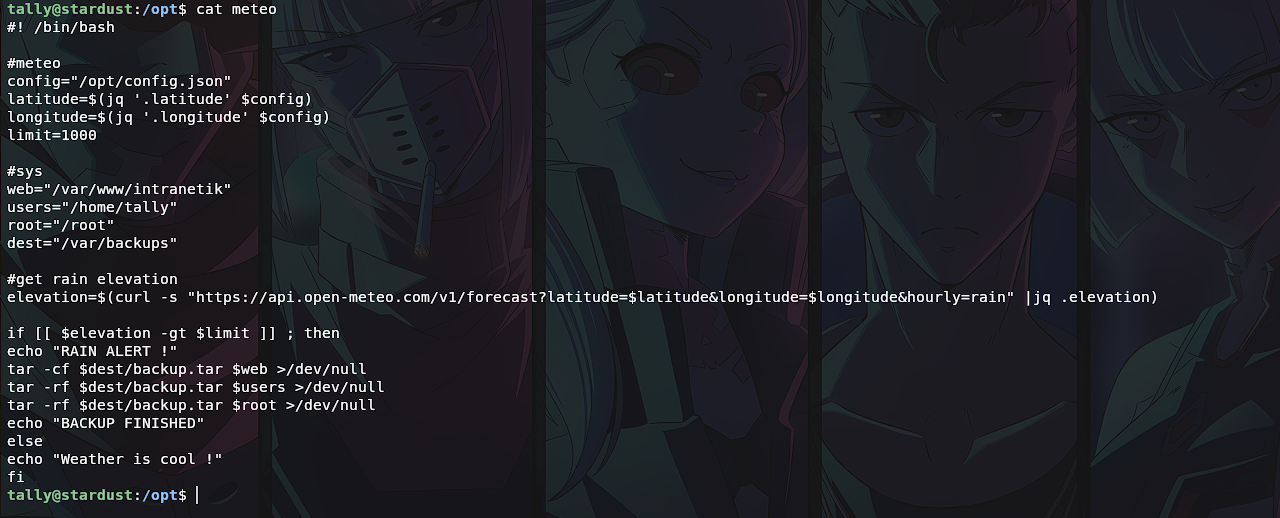 tally@stardust:/opt$ cat meteo
#! /bin/bash
#meteo
config="/opt/config.json"
latitude=$(jq '.latitude' $config)
longitude=$(jq '.longitude' $config)
limit=1000
#sys
web="/var/www/intranetik"
users="/home/tally"
root="/root"
dest="/var/backups"
#get rain elevation
elevation=$(curl -s "https://api.open-meteo.com/v1/forecast?latitude=$latitude&longitude=$longitude&hourly=rain" |jq .elevation)
if [[ $elevation -gt $limit ]] ; then
echo "RAIN ALERT !"
tar -cf $dest/backup.tar $web >/dev/null
tar -rf $dest/backup.tar $users >/dev/null
tar -rf $dest/backup.tar $root >/dev/null
echo "BACKUP FINISHED"
else
echo "Weather is cool !"
fi
tally@stardust:/opt$